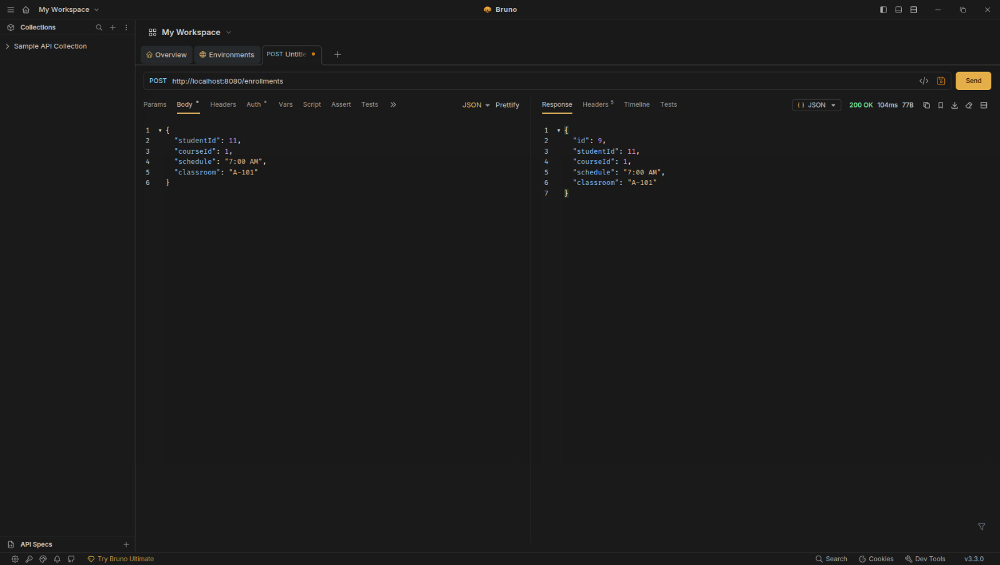 My Workspace
Bruno
Collections
Sample API Collection
My Workspace
Overview
Environments
POST Untitle
POST http://localhost:8080/enrollments
Send
Params Body Headers Auth Vars Script Assert Tests
JSON Prettify
1 {
2 "studentId": 11,
3 "courseId": 1,
4 "schedule": "7:00 AM",
5 "classroom": "A-101"
6 }
Response Headers 5 Timeline Tests
{ } JSON
200 OK 104ms 77B
1 {
2 "id": 9,
3 "studentId": 11,
4 "courseId": 1,
5 "schedule": "7:00 AM",
6 "classroom": "A-101"
7 }
API Specs
Try Bruno Ultimate
Search
Cookies
Dev Tools
v3.3.0